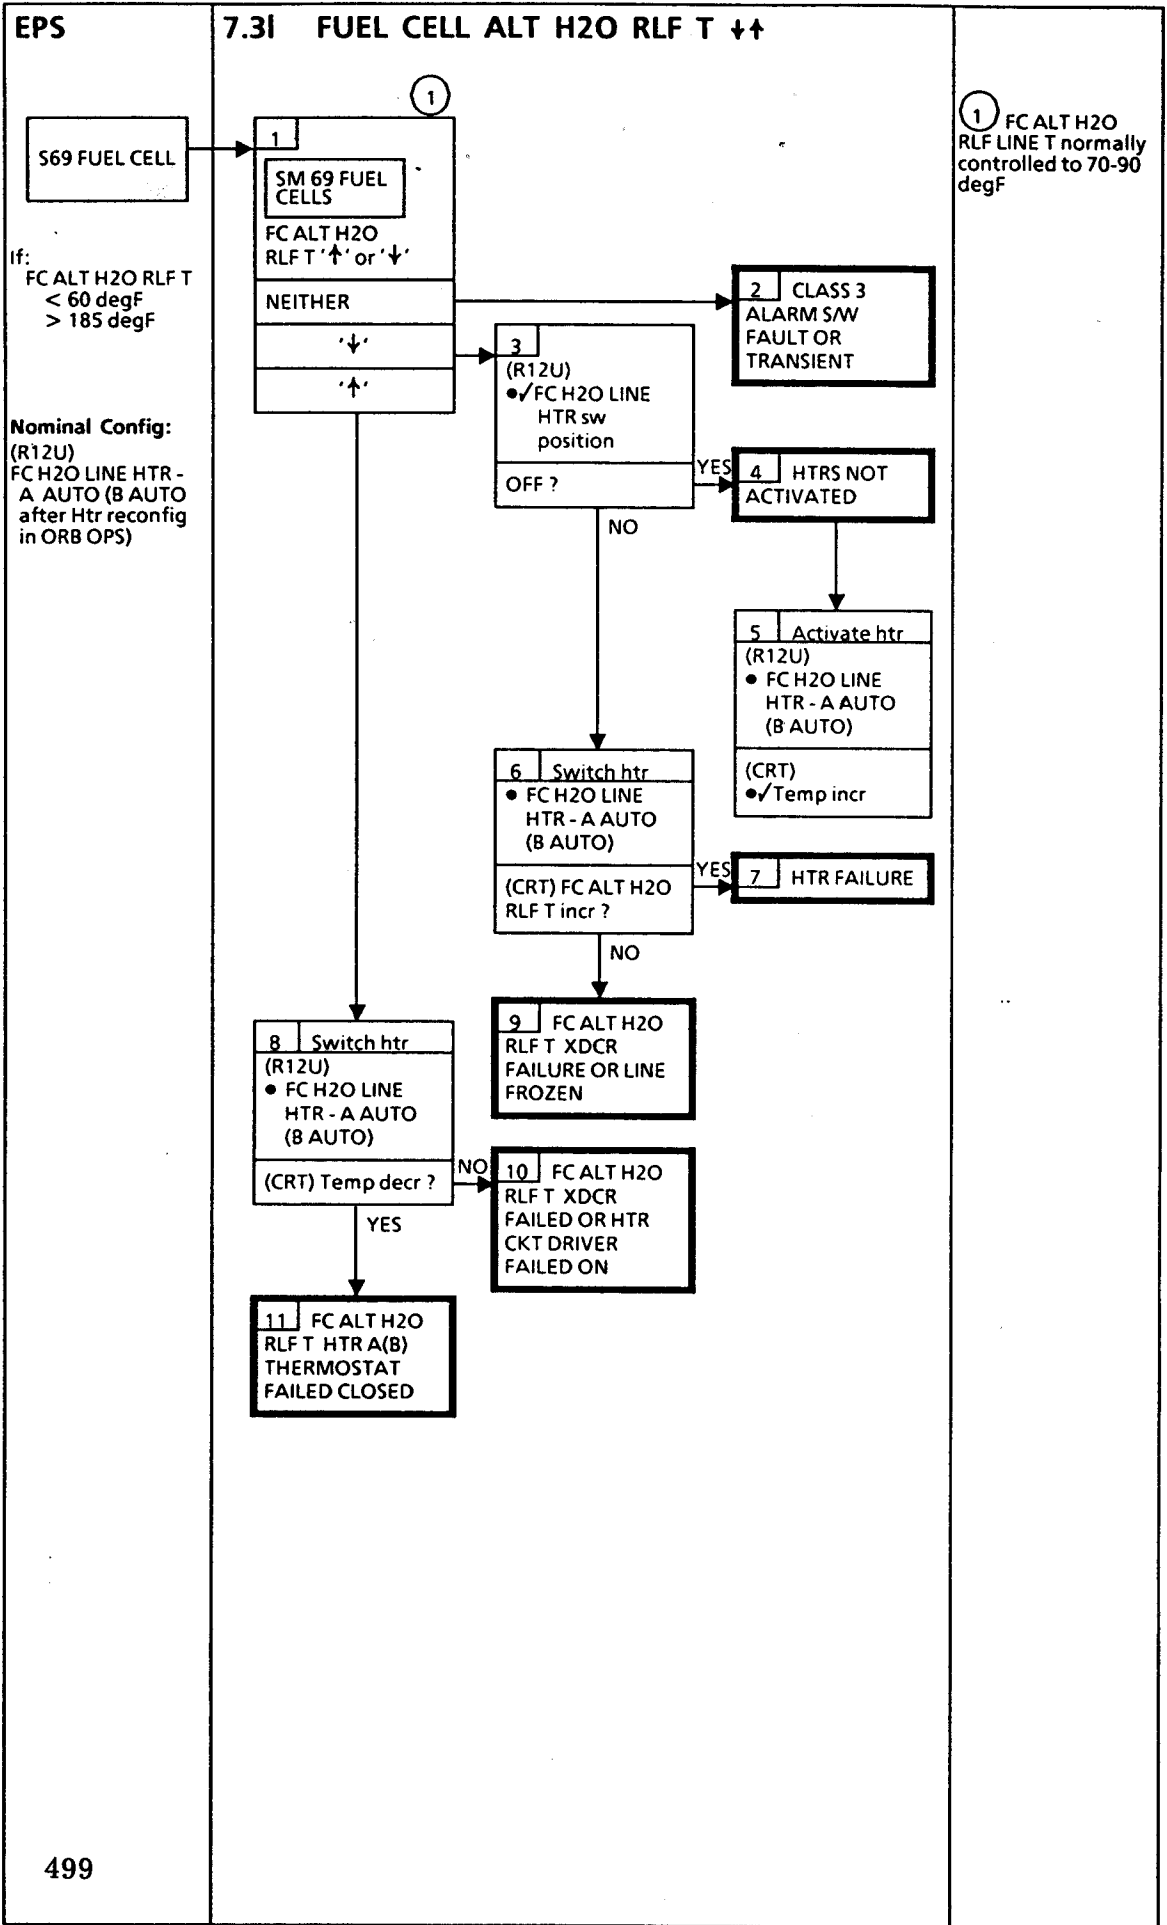 EPS
7.3l FUEL CELL ALT H2O RLF T ↓↑
S69 FUEL CELL
If:
FC ALT H2O RLF T
< 60 degF
> 185 degF
Nominal Config:
(R12U)
FC H2O LINE HTR -
A AUTO (B AUTO
after Htr reconfig
in ORB OPS)
1
1
SM 69 FUEL
CELLS
FC ALT H2O
RLF T '↑' or '↓'
NEITHER
'↓'
'↑'
2 CLASS 3
ALARM S/W
FAULT OR
TRANSIENT
3
(R12U)
●✓FC H2O LINE
HTR sw
position
OFF ?
YES
NO
4 HTRS NOT
ACTIVATED
5 Activate htr
(R12U)
● FC H2O LINE
HTR - A AUTO
(B AUTO)
(CRT)
●✓Temp incr
6 Switch htr
● FC H2O LINE
HTR - A AUTO
(B AUTO)
(CRT) FC ALT H2O
RLF T incr ?
YES
NO
7 HTR FAILURE
8 Switch htr
(R12U)
● FC H2O LINE
HTR - A AUTO
(B AUTO)
(CRT) Temp decr ?
NO
YES
9 FC ALT H2O
RLF T XDCR
FAILURE OR LINE
FROZEN
10 FC ALT H2O
RLF T XDCR
FAILED OR HTR
CKT DRIVER
FAILED ON
11 FC ALT H2O
RLF T HTR A(B)
THERMOSTAT
FAILED CLOSED
1 FC ALT H2O
RLF LINE T normally
controlled to 70-90
degF
499